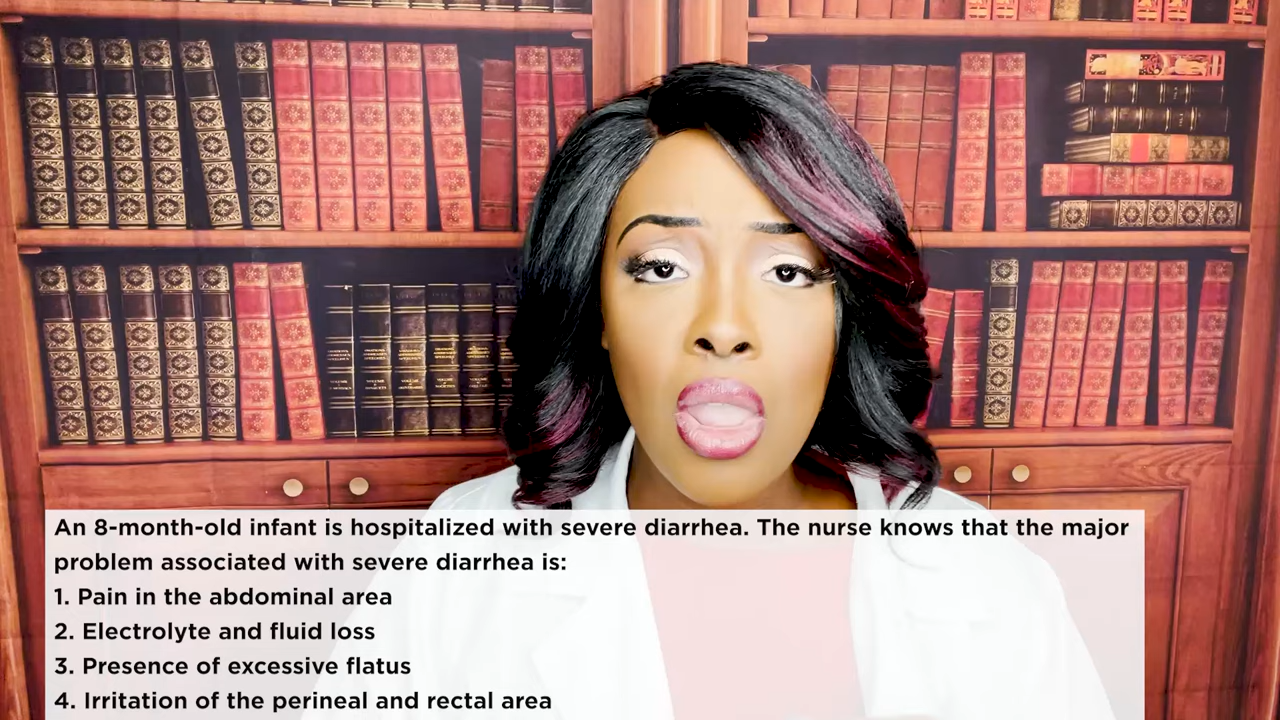 An 8-month-old infant is hospitalized with severe diarrhea. The nurse knows that the major
problem associated with severe diarrhea is:
1. Pain in the abdominal area
2. Electrolyte and fluid loss
3. Presence of excessive flatus
4. Irritation of the perineal and rectal area